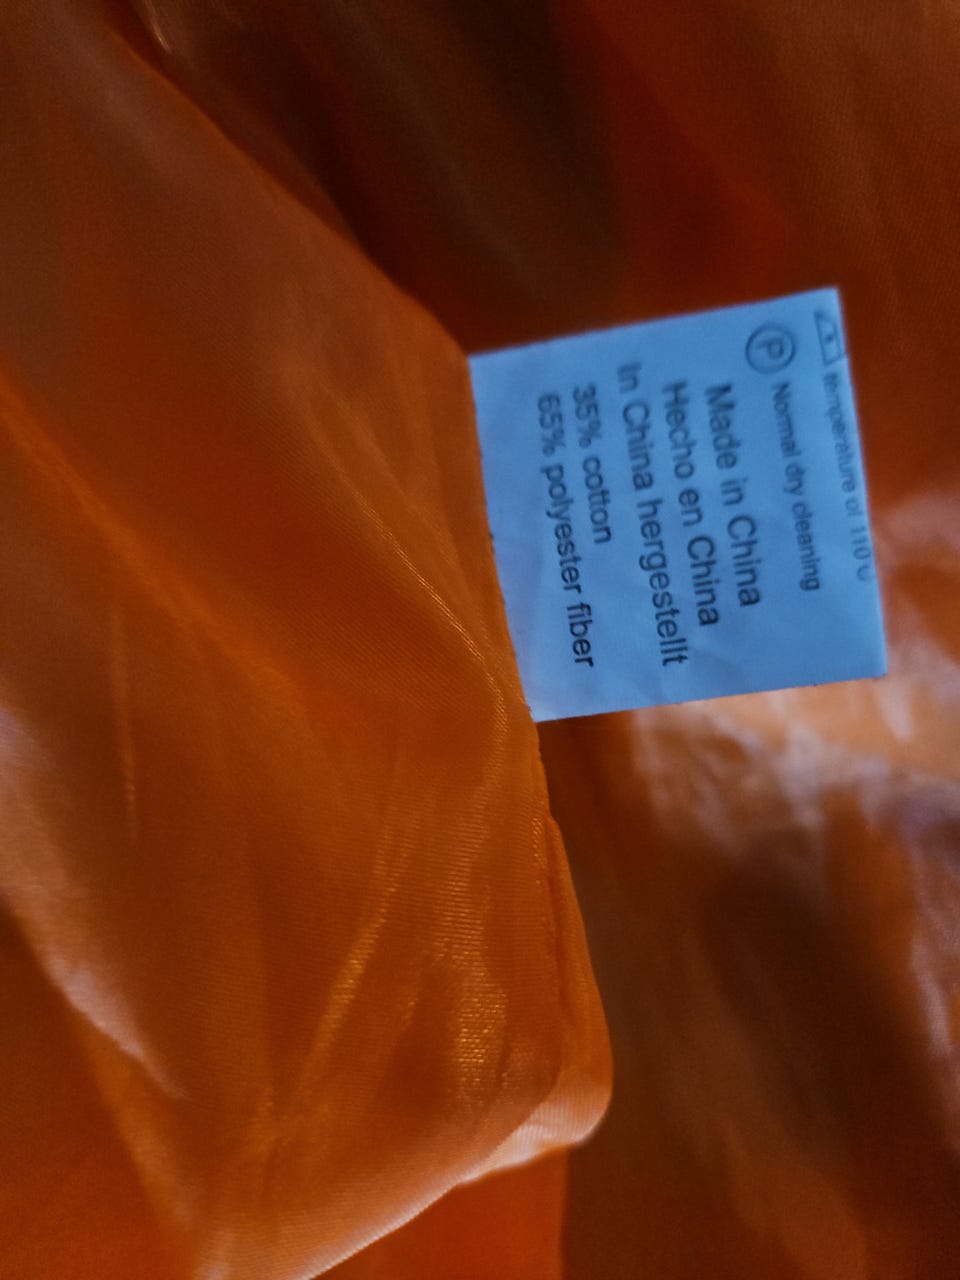 temperature of 110°C
P Normal dry cleaning
Made in China
Hecho en China
In China hergestellt
35% cotton
65% polyester fiber